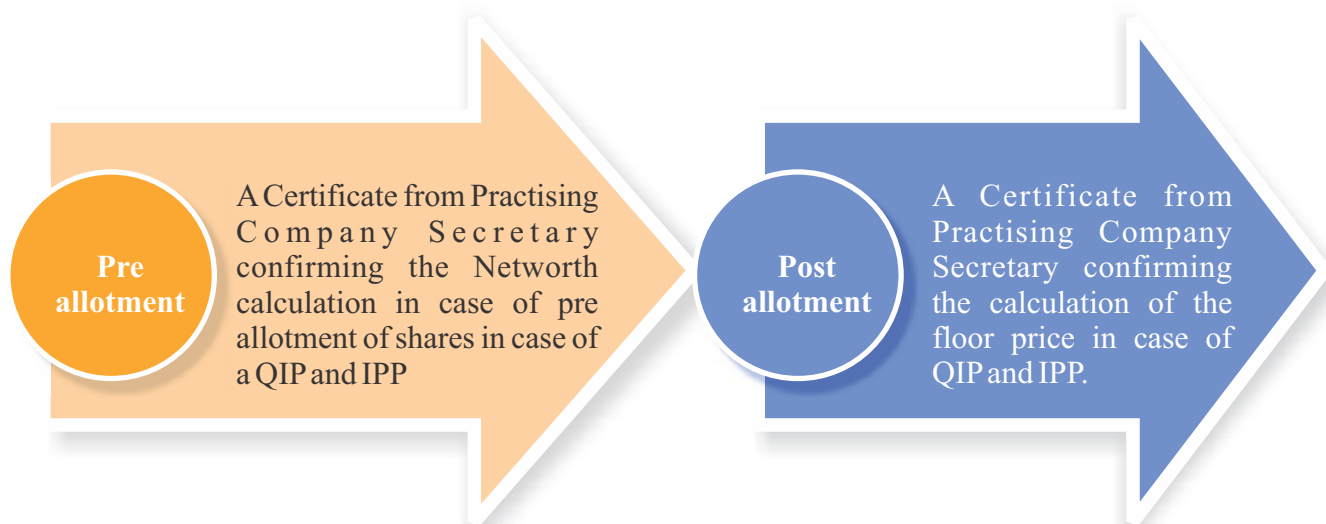 Pre
allotment
A Certificate from Practising
Company Secretary
confirming the Networth
calculation in case of pre
allotment of shares in case of
a QIP and IPP
Post
allotment
A Certificate from
Practising Company
Secretary confirming
the calculation of the
floor price in case of
QIP and IPP.